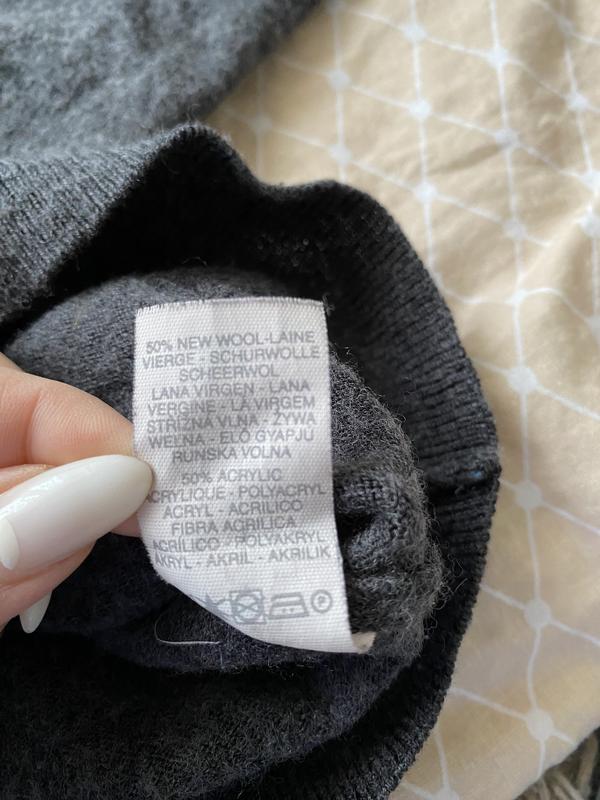 50% NEW WOOL-LAINE
VIERGE - SCHURWOLLE
SCHEERWOL
LANA VIRGEN - LANA
VERGINE - LÃ VIRGEM
STRIŽNÁ VLNA - ŻYWA
WEŁNA - ÉLŐ GYAPJÚ
RUNSKA VOLNA
50% ACRYLIC
ACRYLIQUE - POLYACRYL
ACRYL - ACRILICO
FIBRA ACRILICA
ACRILICO - POLYAKRYL
AKRYL - AKRIL - AKRILIK
P